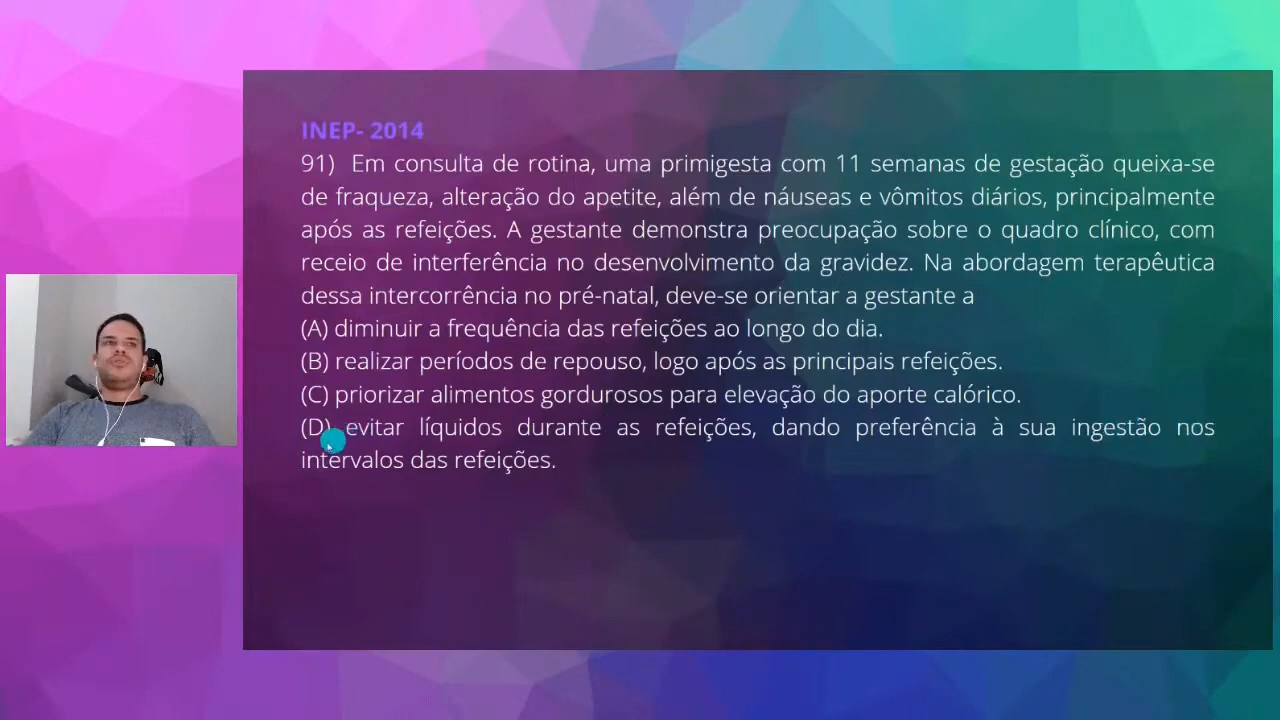 INEP- 2014
91) Em consulta de rotina, uma primigesta com 11 semanas de gestação queixa-se
de fraqueza, alteração do apetite, além de náuseas e vômitos diários, principalmente
após as refeições. A gestante demonstra preocupação sobre o quadro clínico, com
receio de interferência no desenvolvimento da gravidez. Na abordagem terapêutica
dessa intercorrência no pré-natal, deve-se orientar a gestante a
(A) diminuir a frequência das refeições ao longo do dia.
(B) realizar períodos de repouso, logo após as principais refeições.
(C) priorizar alimentos gordurosos para elevação do aporte calórico.
(D) evitar líquidos durante as refeições, dando preferência à sua ingestão nos
intervalos das refeições.